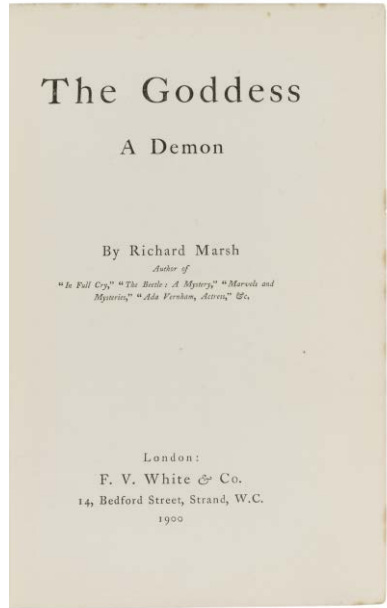 The Goddess
A Demon
By Richard Marsh
Author of
"In Full Cry," "The Beetle: A Mystery," "Marvels and
Mysteries," "Ada Vernham, Actress," &c.
London:
F. V. White & Co.
14, Bedford Street, Strand, W.C.
1900